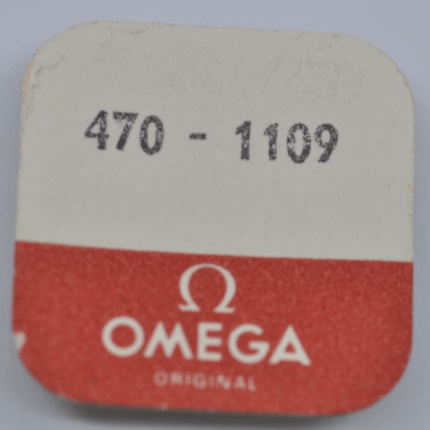 470 - 1109
Ω
OMEGA
ORIGINAL